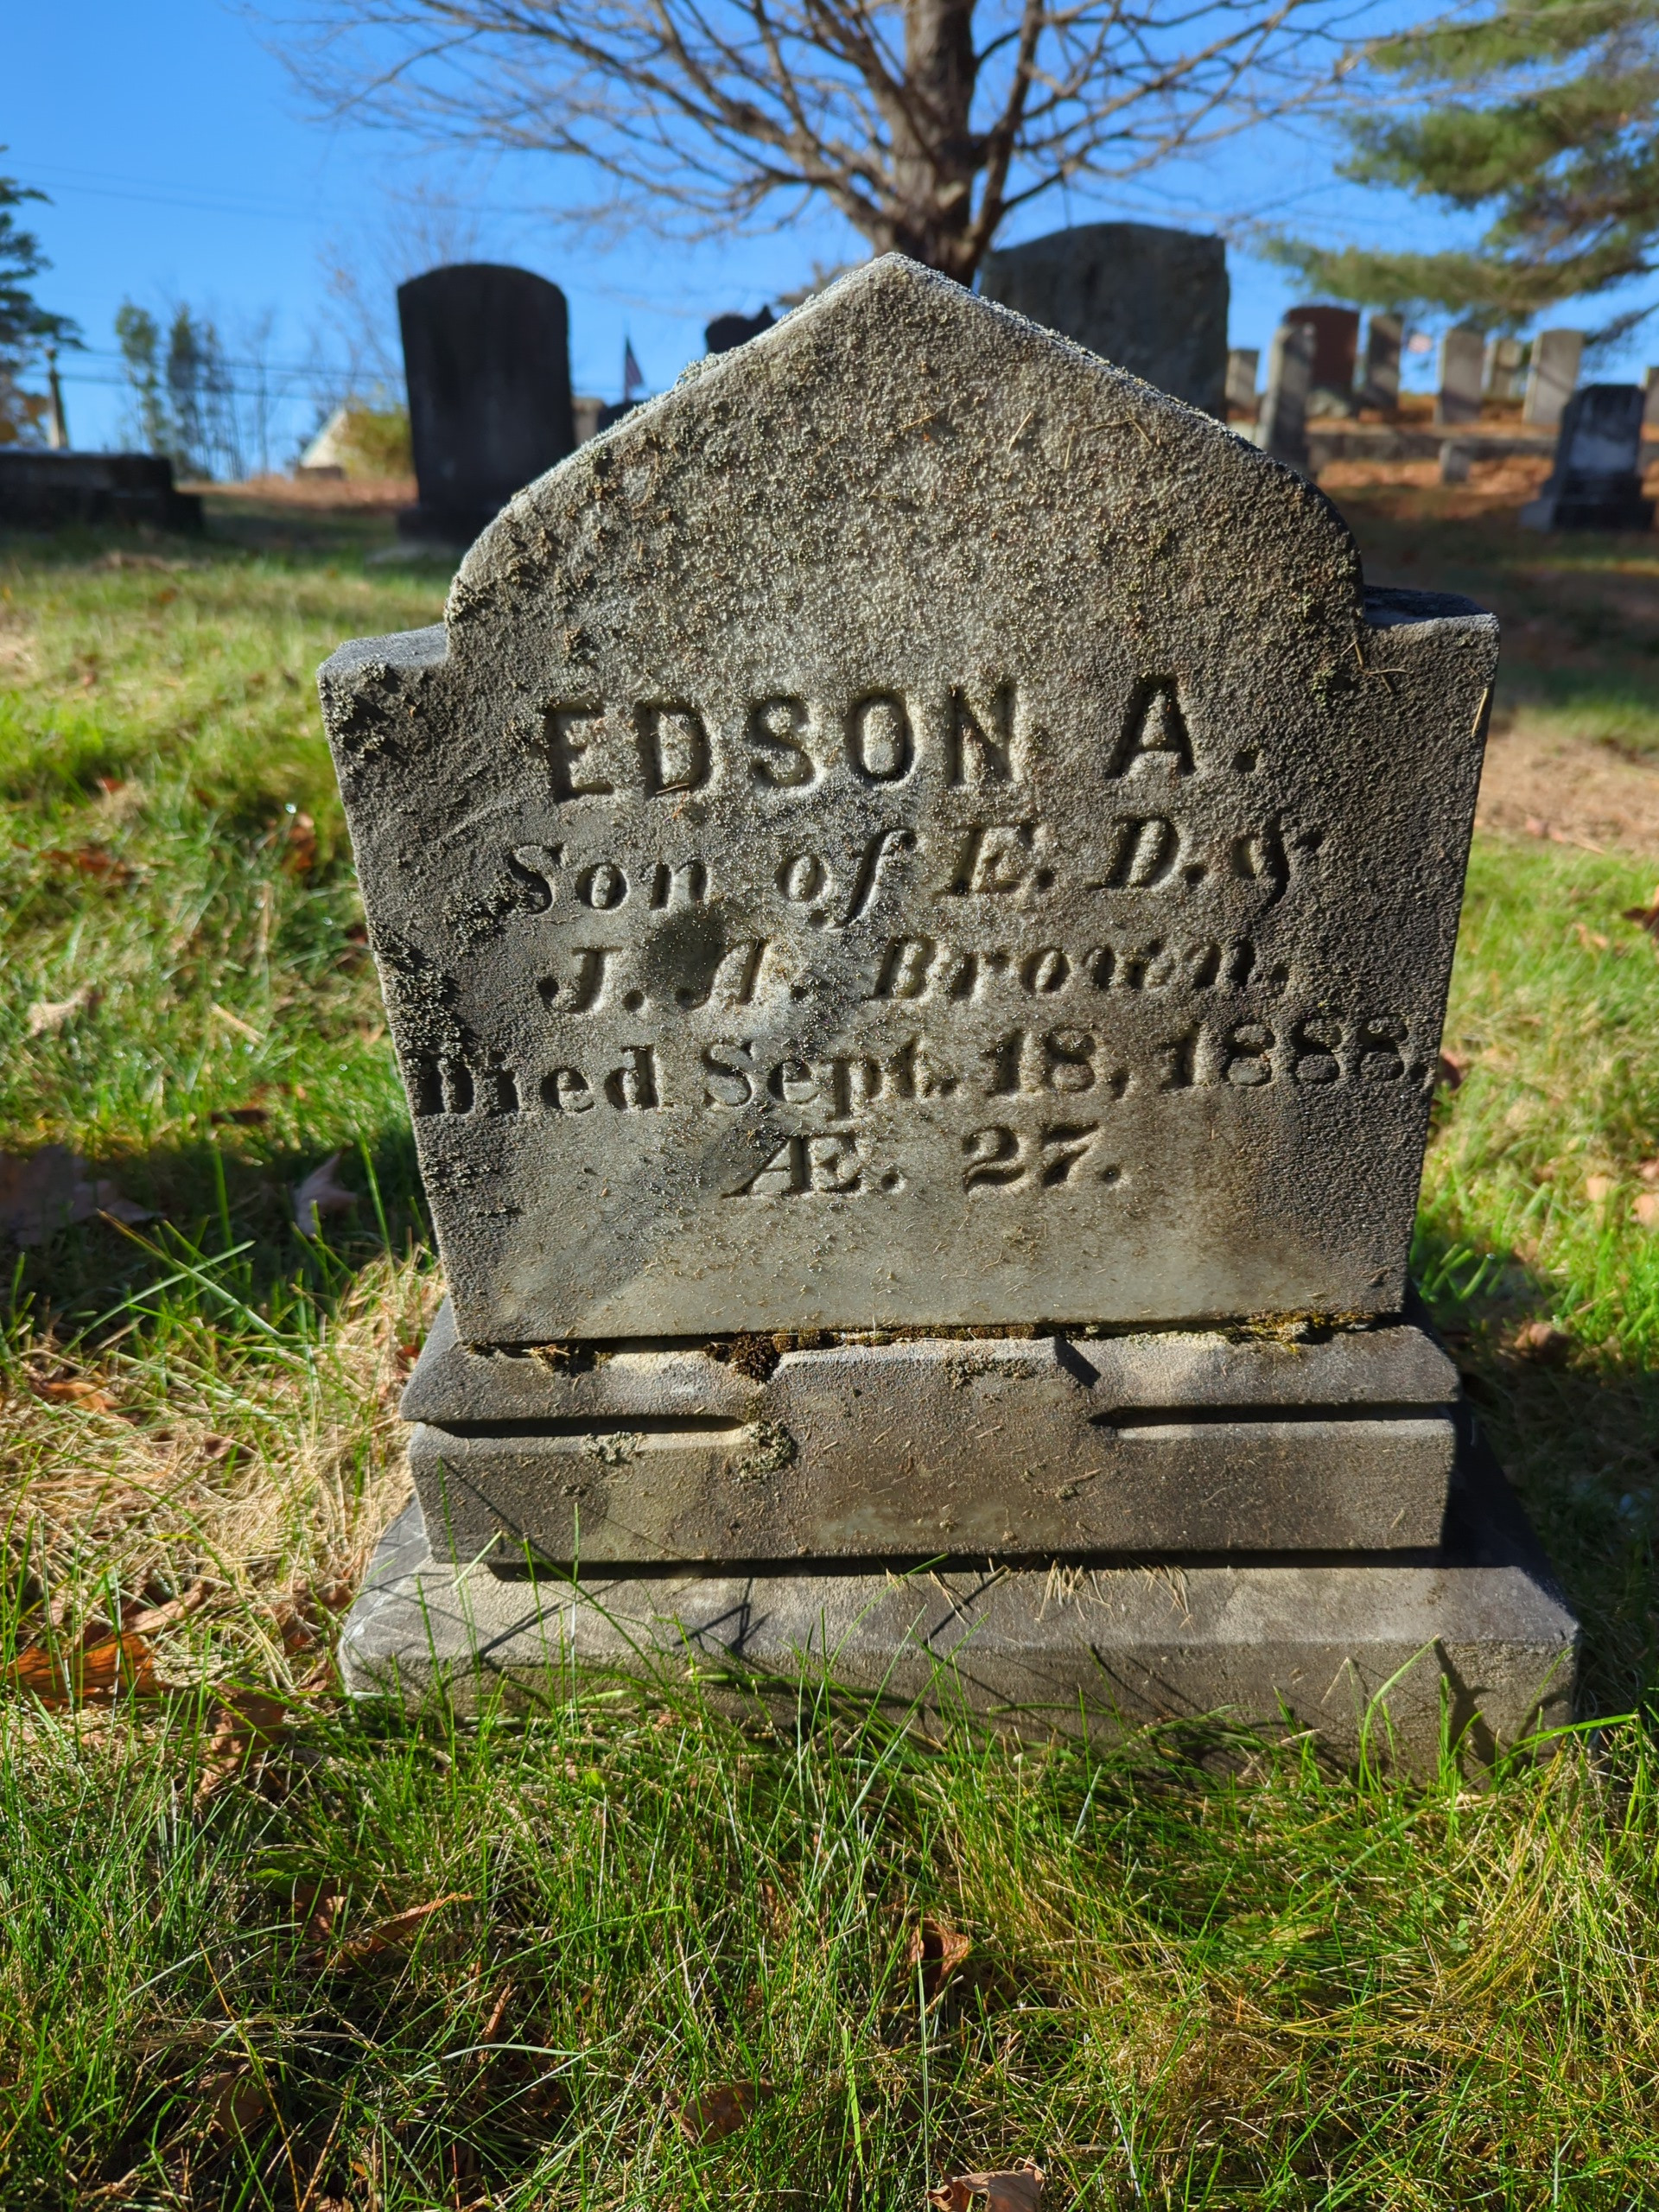 EDSON A.
Son of E. D. &
J. A. Brown,
Died Sept. 18, 1888,
Æ. 27.